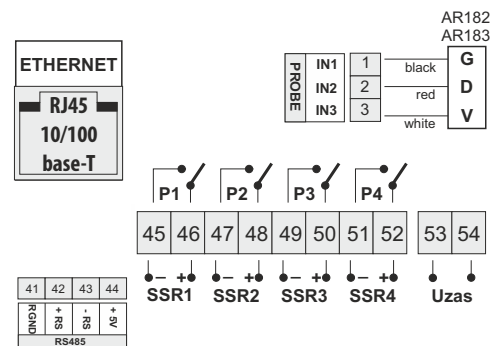 AR182
AR183
ETHERNET
RJ45
10/100
base-T
PROBE
IN1 1 black G
IN2 2 red D
IN3 3 white V
P1 P2 P3 P4
45 46 47 48 49 50 51 52 53 54
– + – + – + – +
SSR1 SSR2 SSR3 SSR4 Uzas
41 42 43 44
RGND + RS - RS + 5V
RS485